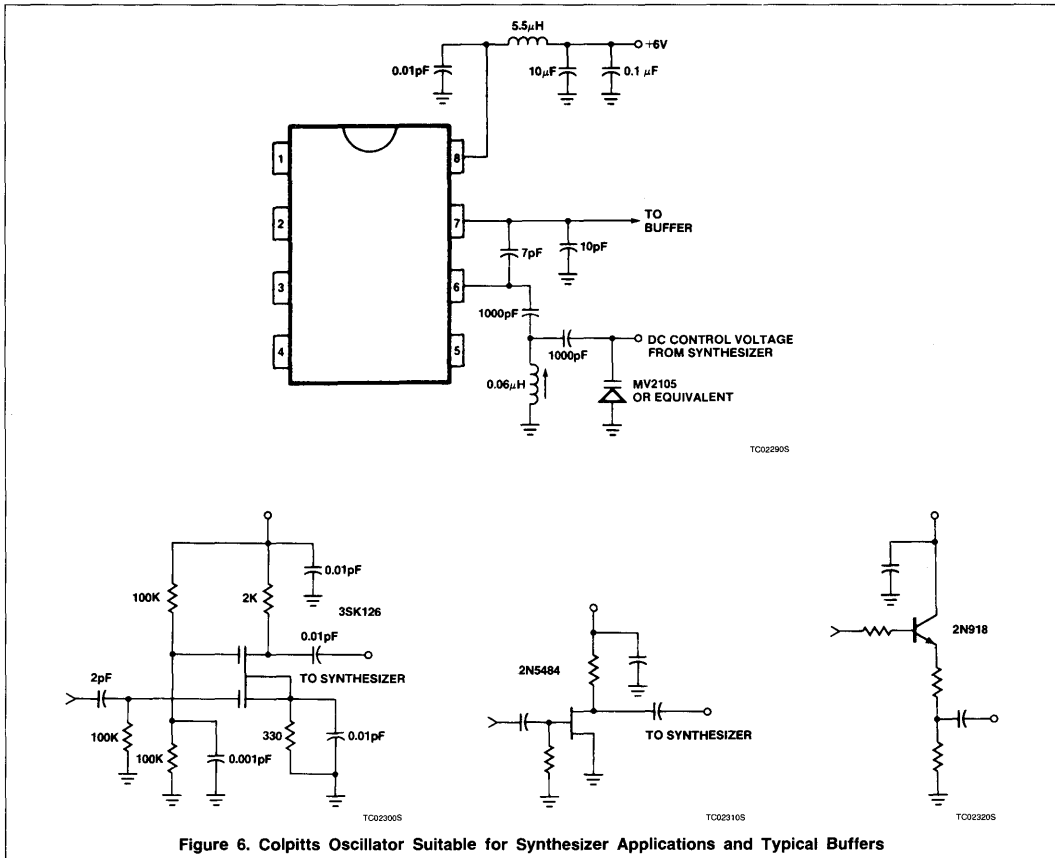 5.5μH
+6V
0.01pF
10μF
0.1 μF
1
8
2
7
TO
BUFFER
7pF
10pF
3
6
1000pF
4
5
1000pF
DC CONTROL VOLTAGE
FROM SYNTHESIZER
0.06μH
MV2105
OR EQUIVALENT
TC02290S
100K
2K
0.01pF
3SK126
0.01pF
TO SYNTHESIZER
2pF
100K
100K
0.001pF
330
0.01pF
TC02300S
2N5484
TO SYNTHESIZER
TC02310S
2N918
TC02320S
Figure 6. Colpitts Oscillator Suitable for Synthesizer Applications and Typical Buffers